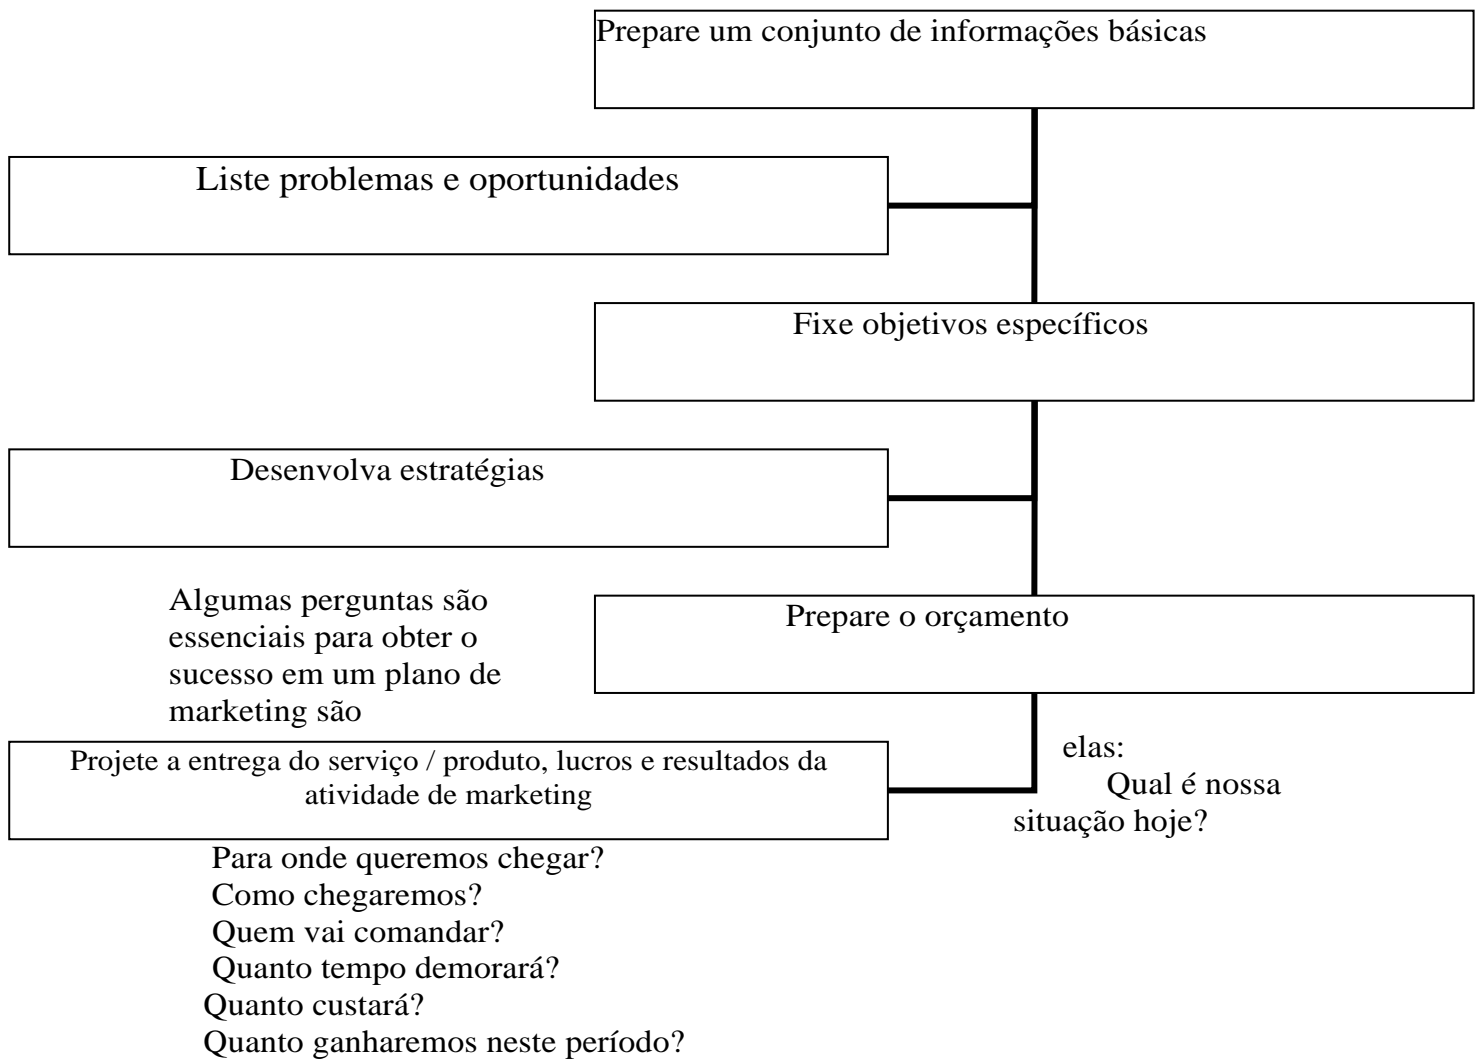 Prepare um conjunto de informações básicas
Liste problemas e oportunidades
Fixe objetivos específicos
Desenvolva estratégias
Prepare o orçamento
Algumas perguntas são
essenciais para obter o
sucesso em um plano de
marketing são
Projete a entrega do serviço / produto, lucros e resultados da
atividade de marketing
elas:
Qual é nossa
situação hoje?
Para onde queremos chegar?
Como chegaremos?
Quem vai comandar?
Quanto tempo demorará?
Quanto custará?
Quanto ganharemos neste período?